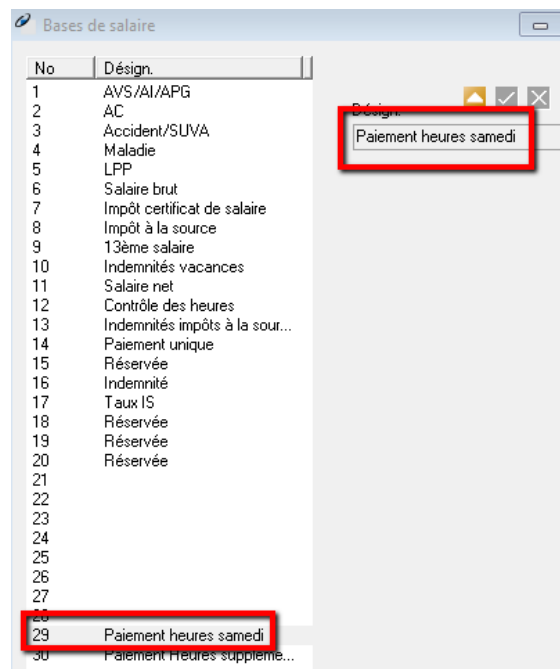 Bases de salaire
No Désign.
1 AVS/AI/APG
2 AC
3 Accident/SUVA
4 Maladie
5 LPP
6 Salaire brut
7 Impôt certificat de salaire
8 Impôt à la source
9 13ème salaire
10 Indemnités vacances
11 Salaire net
12 Contrôle des heures
13 Indemnités impôts à la sour...
14 Paiement unique
15 Réservée
16 Indemnité
17 Taux IS
18 Réservée
19 Réservée
20 Réservée
21
22
23
24
25
26
27
28
29 Paiement heures samedi
30 Paiement Heures supplème...
Désign.
Paiement heures samedi